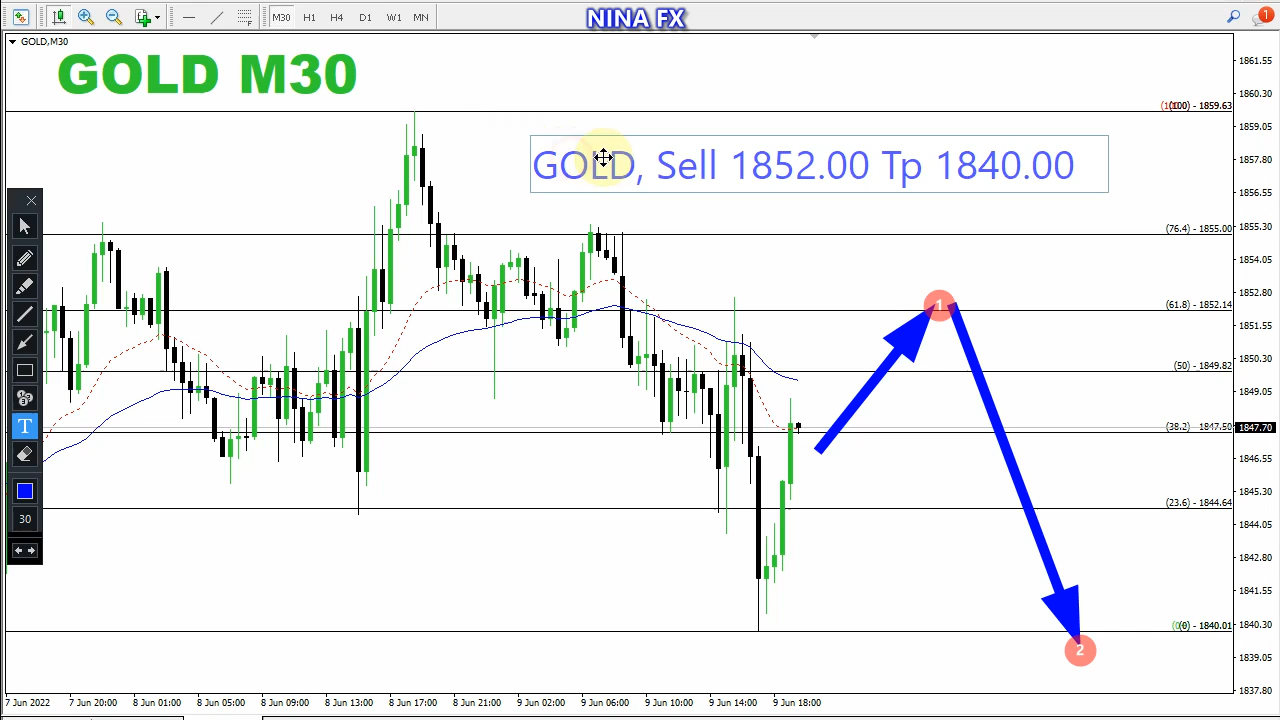 M30 H1 H4 D1 W1 MN
NINA FX
1
GOLD,M30
GOLD M30
GOLD, Sell 1852.00 Tp 1840.00
T
30
1
2
(100) - 1859.63
(76.4) - 1855.00
(61.8) - 1852.14
(50) - 1849.82
(38.2) - 1847.50
(23.6) - 1844.64
(0) - 1840.01
1861.55
1860.30
1859.05
1857.80
1856.55
1855.30
1854.05
1852.80
1851.55
1850.30
1849.05
1847.70
1846.55
1845.30
1844.05
1842.80
1841.55
1840.30
1839.05
1837.80
7 Jun 2022 7 Jun 20:00 8 Jun 01:00 8 Jun 05:00 8 Jun 09:00 8 Jun 13:00 8 Jun 17:00 8 Jun 21:00 9 Jun 02:00 9 Jun 06:00 9 Jun 10:00 9 Jun 14:00 9 Jun 18:00